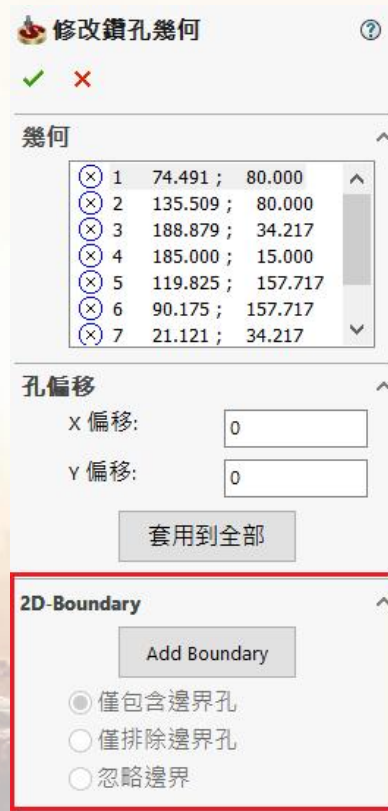 修改鑽孔幾何
幾何
1 74.491 ; 80.000
2 135.509 ; 80.000
3 188.879 ; 34.217
4 185.000 ; 15.000
5 119.825 ; 157.717
6 90.175 ; 157.717
7 21.121 ; 34.217
孔偏移
X 偏移: 0
Y 偏移: 0
套用到全部
2D-Boundary
Add Boundary
僅包含邊界孔
僅排除邊界孔
忽略邊界